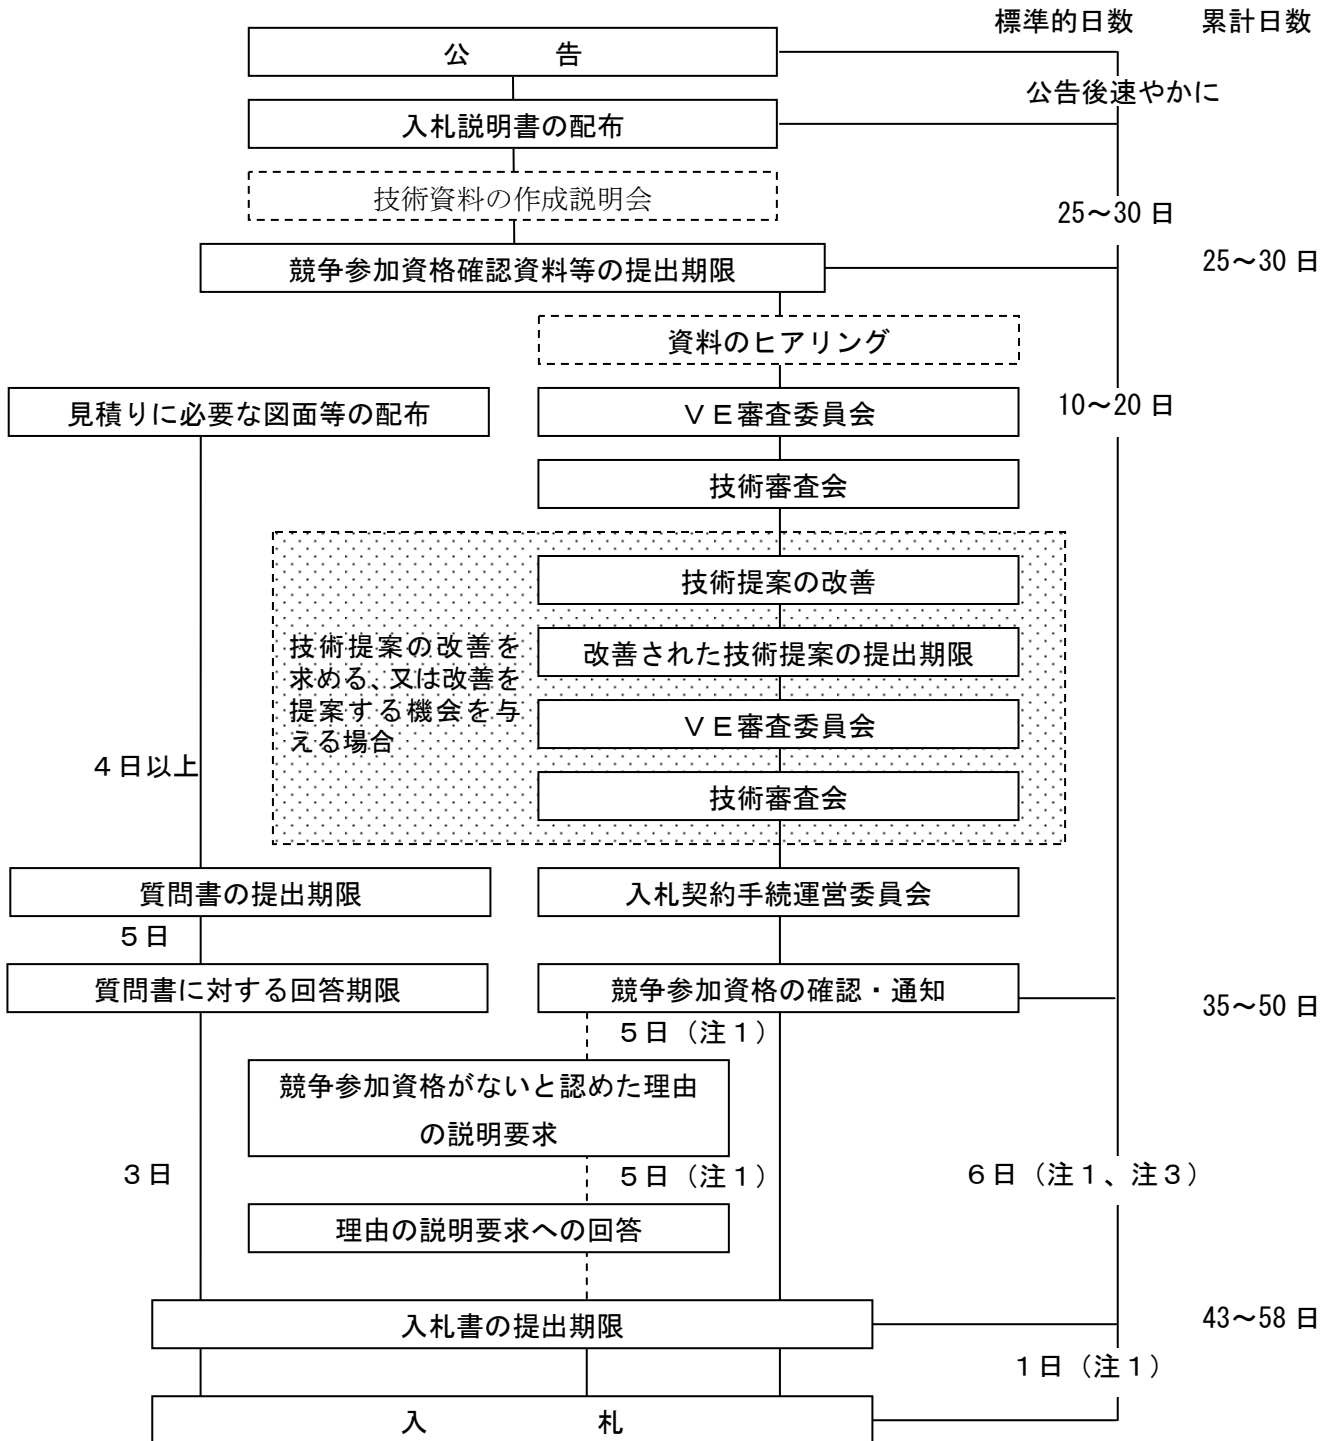 標準的日数 累計日数
公 告
公告後速やかに
入札説明書の配布
技術資料の作成説明会
25～30 日
競争参加資格確認資料等の提出期限
25～30 日
資料のヒアリング
見積りに必要な図面等の配布
ＶＥ審査委員会
10～20 日
技術審査会
技術提案の改善
技術提案の改善を
求める、又は改善を
提案する機会を与
える場合
改善された技術提案の提出期限
ＶＥ審査委員会
４日以上
技術審査会
質問書の提出期限
入札契約手続運営委員会
５日
質問書に対する回答期限
競争参加資格の確認・通知
35～50 日
５日（注１）
競争参加資格がないと認めた理由
の説明要求
３日
５日（注１）
６日（注１、注３）
理由の説明要求への回答
入札書の提出期限
43～58 日
１日（注１）
入 札